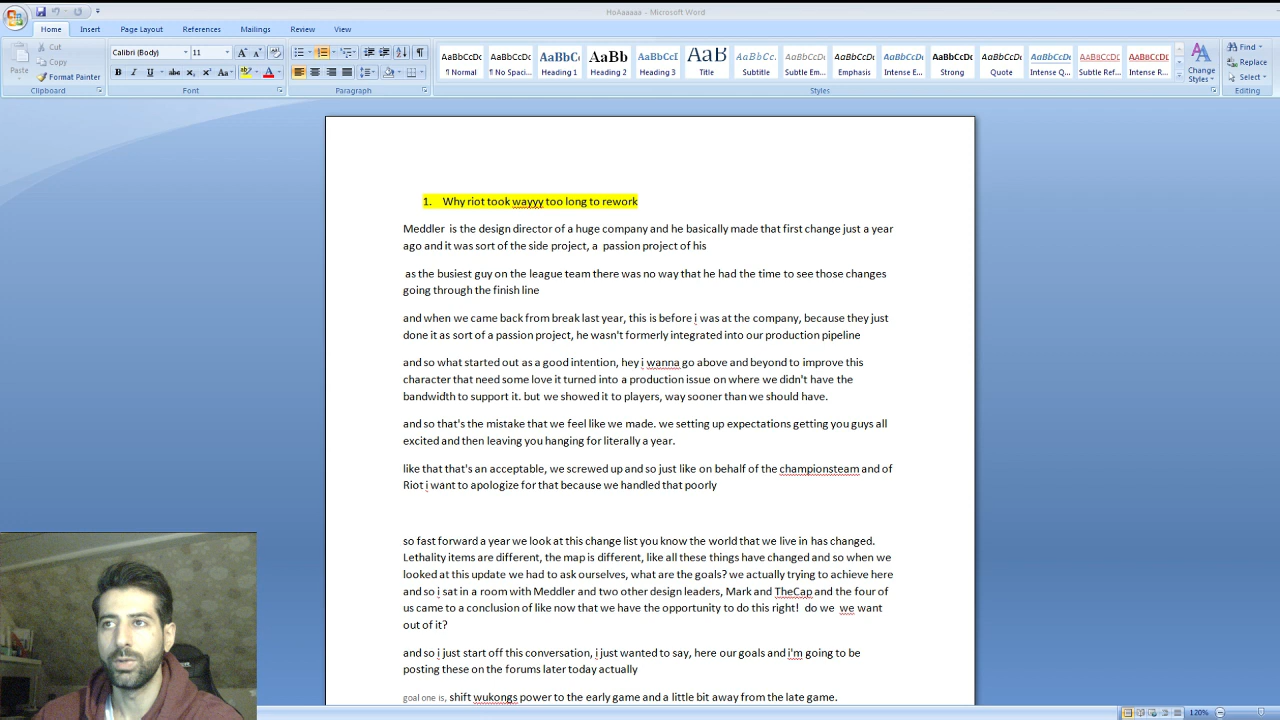 HoAaaaaa - Microsoft Word
Home Insert Page Layout References Mailings Review View
Cut
Copy
Format Painter
Paste
Calibri (Body) 11
Clipboard Font Paragraph Styles Editing
AaBbCcDc AaBbCcDc AaBbC AaBbC AaBbCcI AaB AaBbCcDc AaBbCcDc AaBbCcDc AaBbCcDc AaBbCcDc AaBbCcDc AaBbCcDc AaBbCcDc AaBbCcDc
¶ Normal ¶ No Spaci... Heading 1 Heading 2 Heading 3 Title Subtitle Subtle Em... Emphasis Intense E... Strong Quote Intense Q... Subtle Ref... Intense R...
Change Styles
Find
Replace
Select
1. Why riot took wayyy too long to rework
Meddler is the design director of a huge company and he basically made that first change just a year
ago and it was sort of the side project, a passion project of his
as the busiest guy on the league team there was no way that he had the time to see those changes
going through the finish line
and when we came back from break last year, this is before i was at the company, because they just
done it as sort of a passion project, he wasn't formerly integrated into our production pipeline
and so what started out as a good intention, hey i wanna go above and beyond to improve this
character that need some love it turned into a production issue on where we didn't have the
bandwidth to support it. but we showed it to players, way sooner than we should have.
and so that's the mistake that we feel like we made. we setting up expectations getting you guys all
excited and then leaving you hanging for literally a year.
like that that's an acceptable, we screwed up and so just like on behalf of the championsteam and of
Riot i want to apologize for that because we handled that poorly
so fast forward a year we look at this change list you know the world that we live in has changed.
Lethality items are different, the map is different, like all these things have changed and so when we
looked at this update we had to ask ourselves, what are the goals? we actually trying to achieve here
and so i sat in a room with Meddler and two other design leaders, Mark and TheCap and the four of
us came to a conclusion of like now that we have the opportunity to do this right! do we we want
out of it?
and so i just start off this conversation, i just wanted to say, here our goals and i'm going to be
posting these on the forums later today actually
goal one is, shift wukongs power to the early game and a little bit away from the late game.
120%